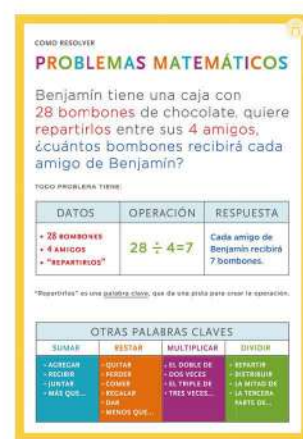 COMO RESOLVER
PROBLEMAS MATEMÁTICOS
Benjamín tiene una caja con
28 bombones de chocolate, quiere
repartirlos entre sus 4 amigos,
¿cuántos bombones recibirá cada
amigo de Benjamín?
TODO PROBLEMA TIENE:
DATOS OPERACIÓN RESPUESTA
• 28 BOMBONES
• 4 AMIGOS
• "REPARTIRLOS"
28 ÷ 4=7
Cada amigo de
Benjamín recibirá
7 bombones.
"Repartirlos" es una palabra clave, que da una pista para crear la operación.
OTRAS PALABRAS CLAVES
SUMAR RESTAR MULTIPLICAR DIVIDIR
• AGREGAR
• RECIBIR
• JUNTAR
• MÁS QUE...
• QUITAR
• PERDER
• COMER
• REGALAR
• DAR
• MENOS QUE...
• EL DOBLE DE
• DOS VECES
• EL TRIPLE DE
• TRES VECES...
• REPARTIR
• DISTRIBUIR
• LA MITAD DE
• LA TERCERA
PARTE DE...